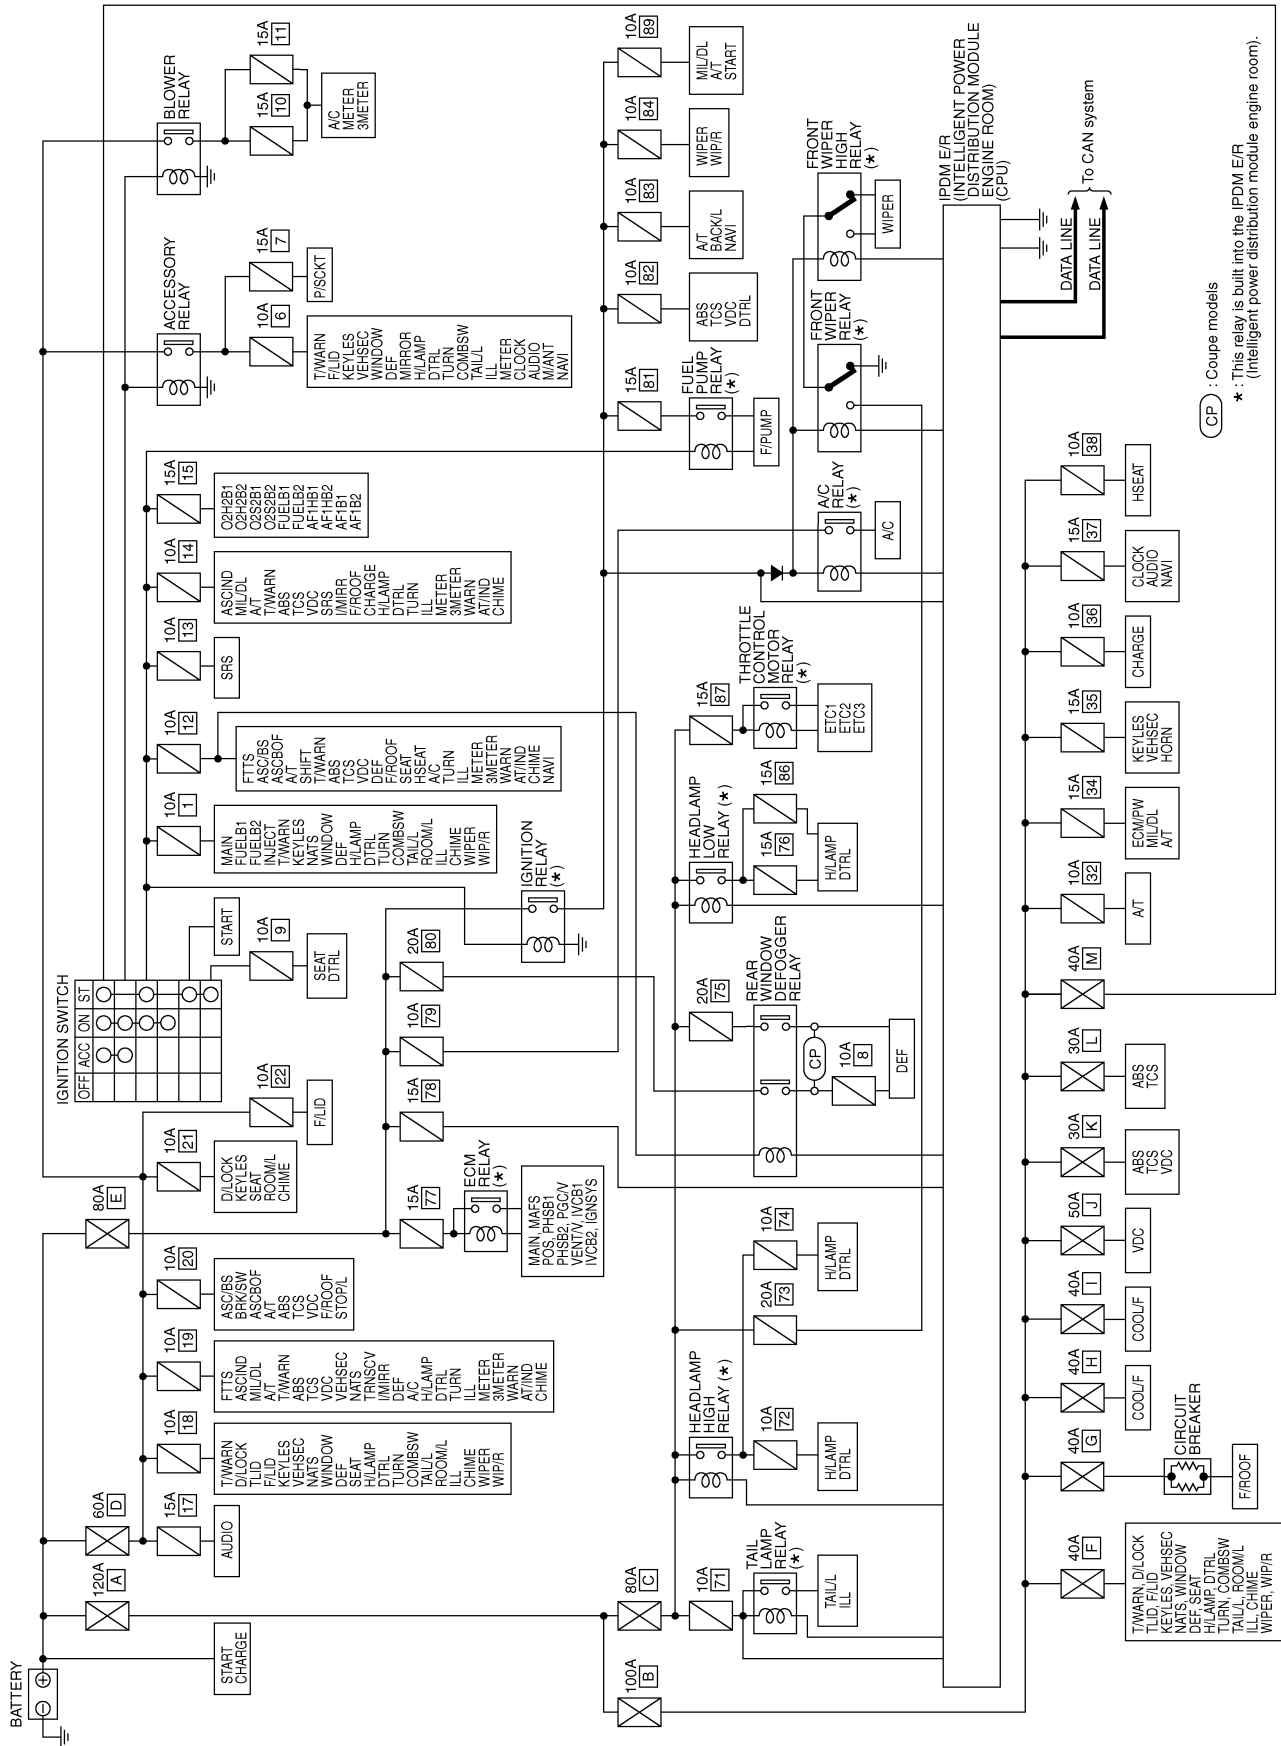 BATTERY
START
CHARGE
120A
A
60A
D
15A
17
AUDIO
10A
18
T/WARN
D/LOCK
TLID
F/LID
KEYLES
VEHSEC
NATS
WINDOW
DEF
SEAT
H/LAMP
DTRL
TURN
COMBSW
TAIL/L
ROOM/L
ILL
CHIME
WIPER
WIP/R
10A
19
FTTS
ASCIND
MIL/DL
A/T
T/WARN
ABS
TCS
VDC
VEHSEC
NATS
TRNSCV
I/MIRR
DEF
A/C
H/LAMP
DTRL
TURN
ILL
METER
3METER
WARN
AT/IND
CHIME
10A
20
ASC/BS
BRK/SW
ASCBOF
A/T
ABS
TCS
VDC
F/ROOF
STOP/L
80A
E
10A
21
D/LOCK
KEYLES
SEAT
ROOM/L
CHIME
10A
22
F/LID
IGNITION SWITCH
OFF ACC ON ST
START
10A
9
SEAT
DTRL
10A
1
MAIN
FUELB1
FUELB2
INJECT
T/WARN
KEYLES
NATS
WINDOW
DEF
H/LAMP
DTRL
TURN
COMBSW
TAIL/L
ROOM/L
ILL
CHIME
WIPER
WIP/R
10A
12
FTTS
ASC/BS
ASCBOF
A/T
SHIFT
T/WARN
ABS
TCS
VDC
DEF
F/ROOF
SEAT
HSEAT
A/C
TURN
ILL
METER
3METER
WARN
AT/IND
CHIME
NAVI
10A
13
SRS
10A
14
ASCIND
MIL/DL
A/T
T/WARN
ABS
TCS
VDC
SRS
I/MIRR
F/ROOF
CHARGE
H/LAMP
DTRL
TURN
ILL
METER
3METER
WARN
AT/IND
CHIME
15A
15
O2H2B1
O2H2B2
O2S2B1
O2S2B2
FUELB1
FUELB2
AF1HB1
AF1HB2
AF1B1
AF1B2
ACCESSORY
RELAY
10A
6
T/WARN
F/LID
KEYLES
VEHSEC
WINDOW
DEF
MIRROR
H/LAMP
DTRL
TURN
COMBSW
TAIL/L
ILL
METER
CLOCK
AUDIO
M/ANT
NAVI
15A
7
P/SCKT
BLOWER
RELAY
15A
10
15A
11
A/C
METER
3METER
15A
77
ECM
RELAY
(*)
MAIN, MAFS
POS, PHSB1
PHSB2, PGC/V
VENT/V, IVCB1
IVCB2, IGNSYS
15A
78
10A
79
20A
80
IGNITION
RELAY
(*)
15A
81
FUEL
PUMP
RELAY
(*)
F/PUMP
10A
82
ABS
TCS
VDC
DTRL
10A
83
A/T
BACK/L
NAVI
10A
84
WIPER
WIP/R
10A
89
MIL/DL
A/T
START
100A
B
80A
C
10A
71
TAIL
LAMP
RELAY
(*)
TAIL/L
ILL
HEADLAMP
HIGH
RELAY (*)
10A
72
H/LAMP
DTRL
20A
73
10A
74
H/LAMP
DTRL
20A
75
REAR
WINDOW
DEFOGGER
RELAY
CP
10A
8
DEF
HEADLAMP
LOW
RELAY (*)
15A
76
15A
86
H/LAMP
DTRL
15A
87
THROTTLE
CONTROL
MOTOR
RELAY
(*)
ETC1
ETC2
ETC3
A/C
RELAY
(*)
A/C
FRONT
WIPER
RELAY
(*)
FRONT
WIPER
HIGH
RELAY
(*)
WIPER
IPDM E/R
(INTELLIGENT POWER
DISTRIBUTION MODULE
ENGINE ROOM)
(CPU)
DATA LINE
DATA LINE
To CAN system
40A
F
T/WARN, D/LOCK
TLID, F/LID
KEYLES, VEHSEC
NATS, WINDOW
DEF, SEAT
H/LAMP, DTRL
TURN, COMBSW
TAIL/L, ROOM/L
ILL, CHIME
WIPER, WIP/R
40A
G
CIRCUIT
BREAKER
F/ROOF
40A
H
COOL/F
40A
I
COOL/F
50A
J
VDC
30A
K
ABS
TCS
VDC
30A
L
ABS
TCS
40A
M
10A
32
A/T
15A
34
ECM/PW
MIL/DL
A/T
15A
35
KEYLES
VEHSEC
HORN
10A
36
CHARGE
15A
37
CLOCK
AUDIO
NAVI
10A
38
HSEAT
CP : Coupe models
* : This relay is built into the IPDM E/R
(Intelligent power distribution module engine room).